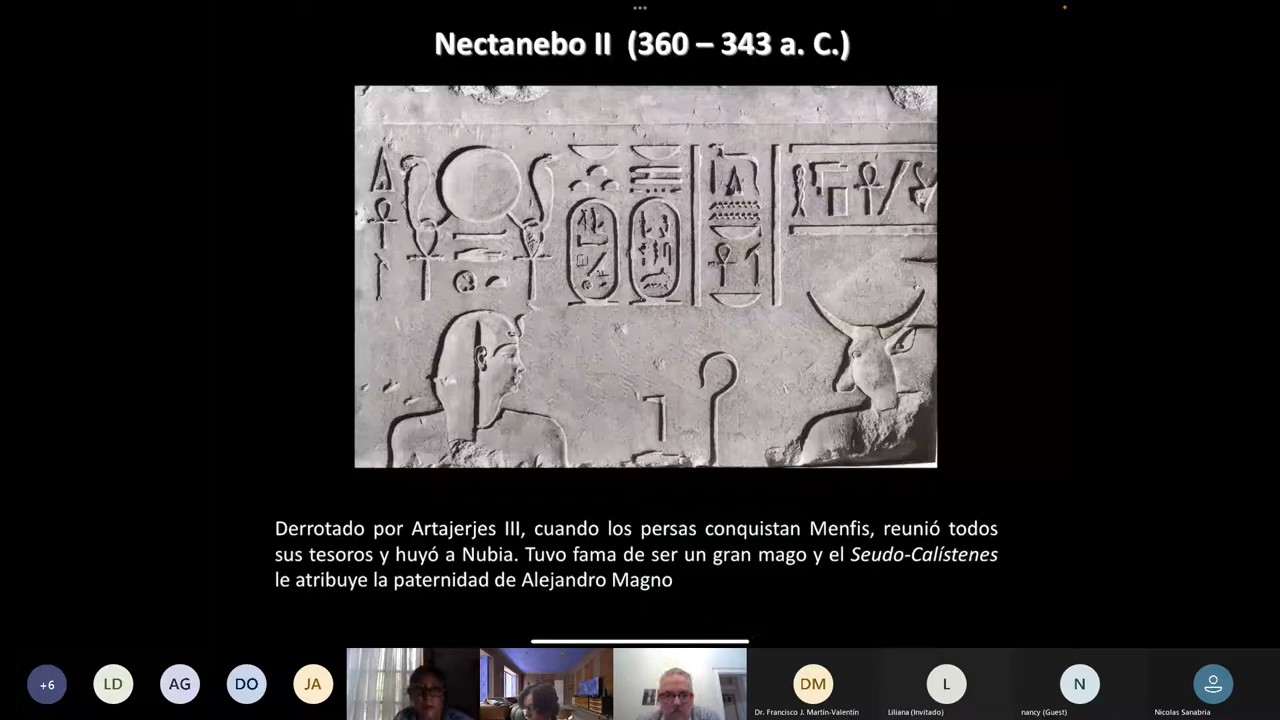 Nectanebo II (360 – 343 a. C.)
Derrotado por Artajerjes III, cuando los persas conquistan Menfis, reunió todos
sus tesoros y huyó a Nubia. Tuvo fama de ser un gran mago y el Seudo-Calístenes
le atribuye la paternidad de Alejandro Magno
+6
LD
AG
DO
JA
DM
L
N
Dr. Francisco J. Martín-Valentín
Liliana (Invitado)
nancy (Guest)
Nicolas Sanabria